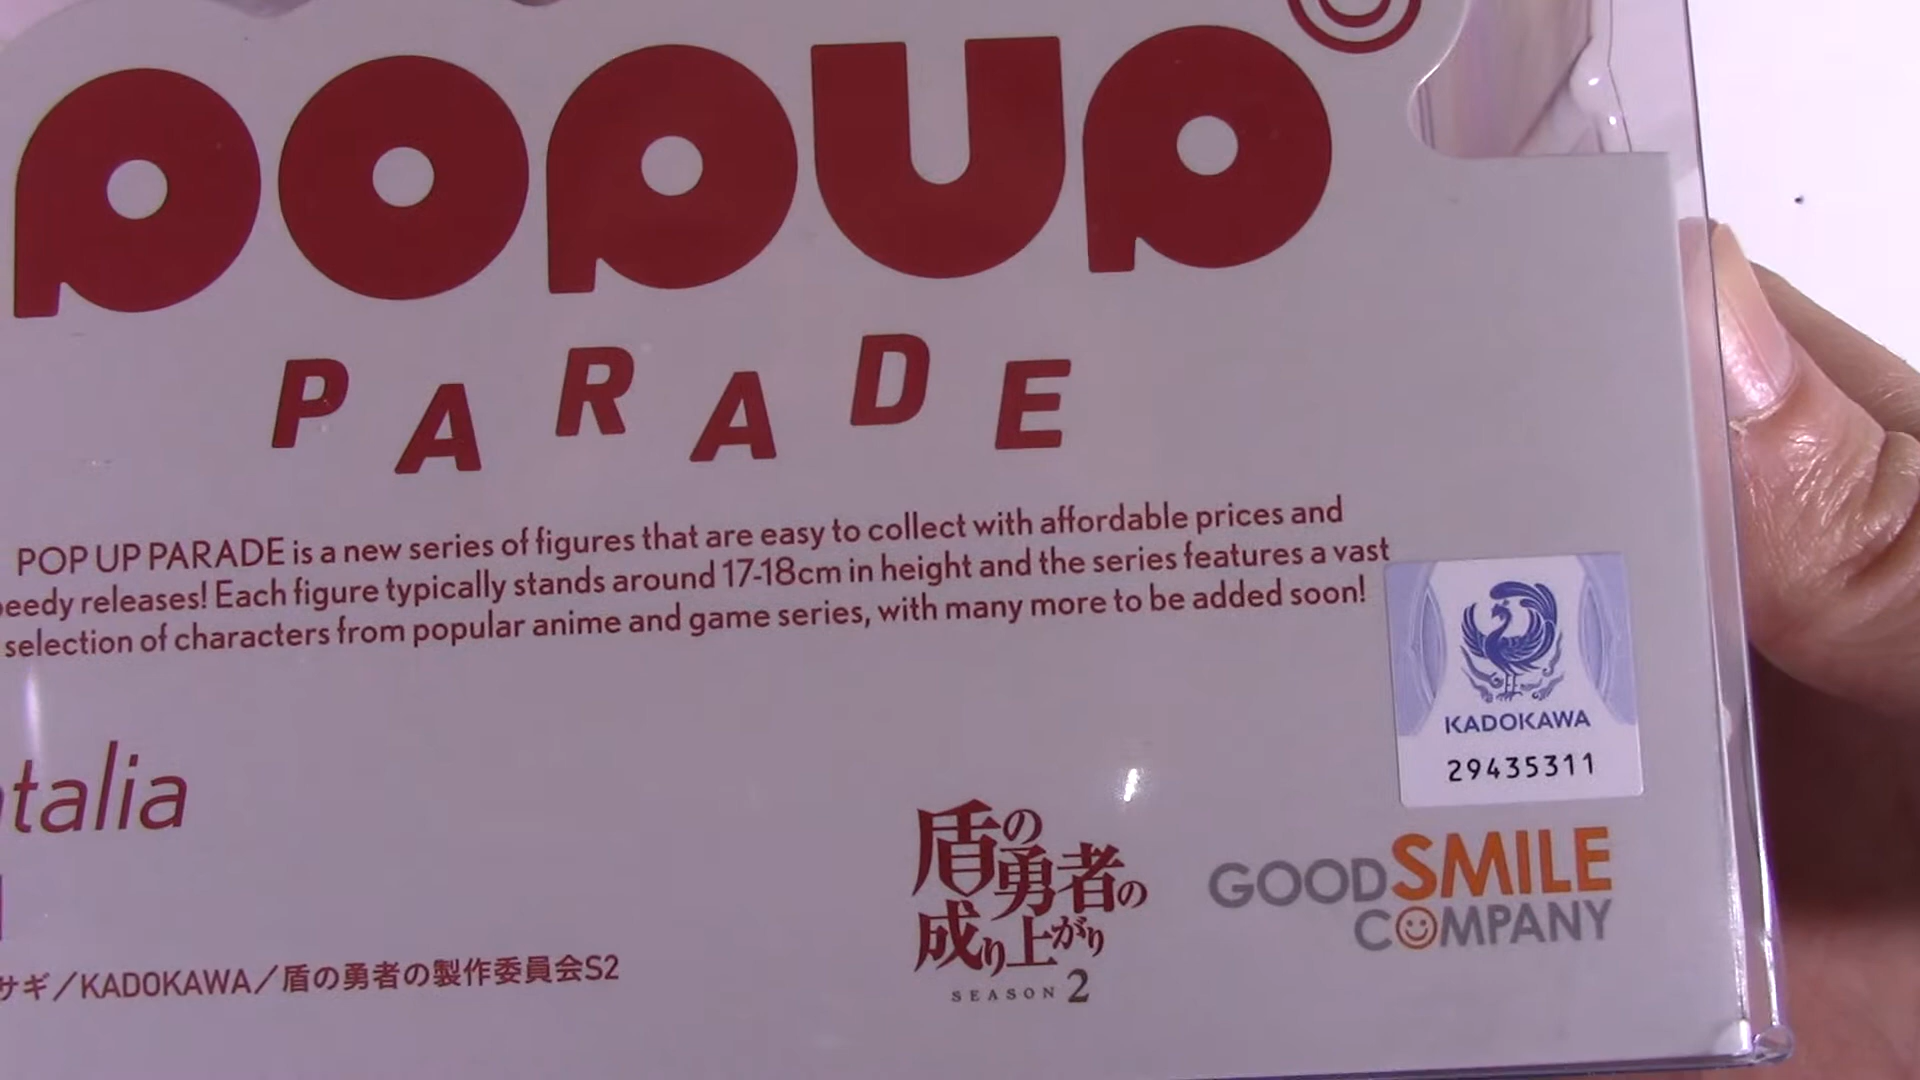 POPUP
PARADE
POP UP PARADE is a new series of figures that are easy to collect with affordable prices and
releases! Each figure typically stands around 17-18cm in height and the series features a vast
selection of characters from popular anime and game series, with many more to be added soon!
KADOKAWA
29435311
talia
盾の勇者の
成り上がり
SEASON 2
GOOD SMILE
COMPANY
サギ／KADOKAWA／盾の勇者の製作委員会S2